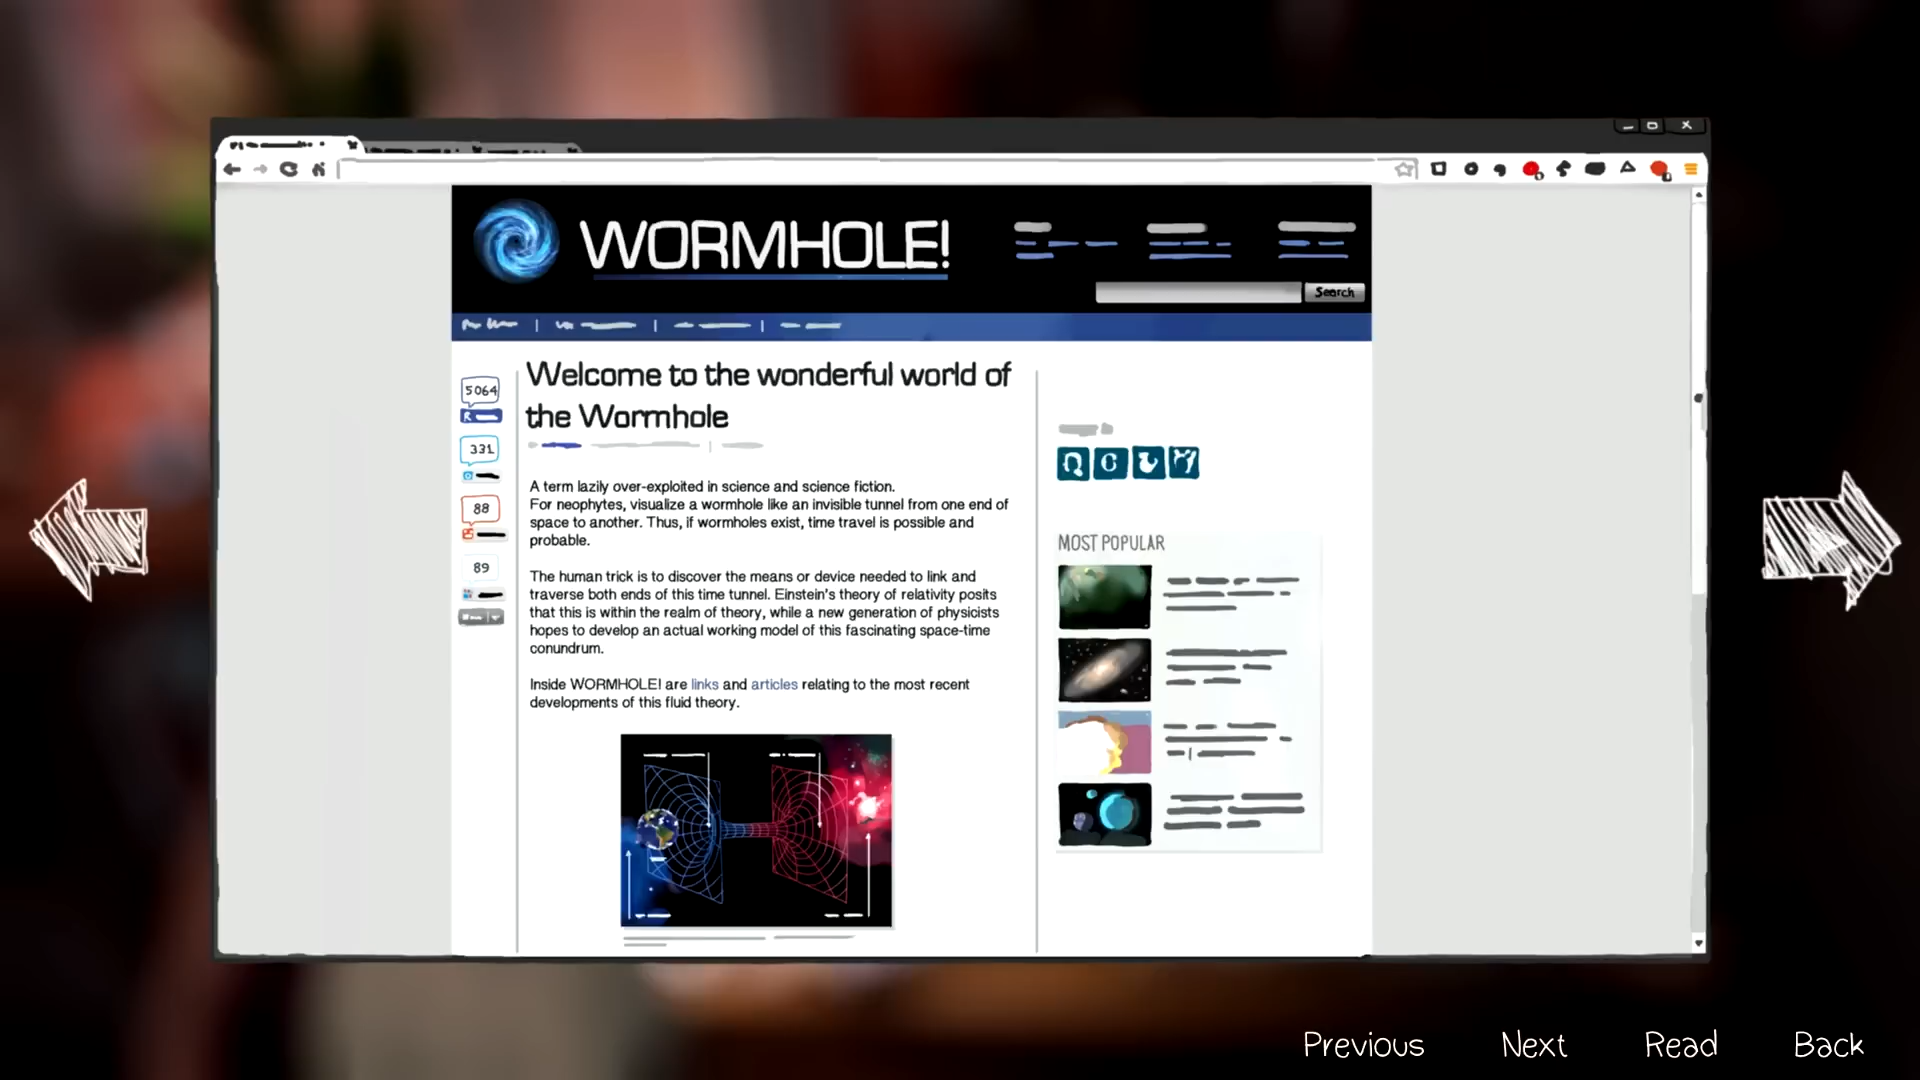 WORMHOLE!
Search
Welcome to the wonderful world of
the Wormhole
5064
331
88
89
A term lazily over-exploited in science and science fiction.
For neophytes, visualize a wormhole like an invisible tunnel from one end of
space to another. Thus, if wormholes exist, time travel is possible and
probable.
The human trick is to discover the means or device needed to link and
traverse both ends of this time tunnel. Einstein's theory of relativity posits
that this is within the realm of theory, while a new generation of physicists
hopes to develop an actual working model of this fascinating space-time
conundrum.
Inside WORMHOLE! are links and articles relating to the most recent
developments of this fluid theory.
MOST POPULAR
Previous
Next
Read
Back